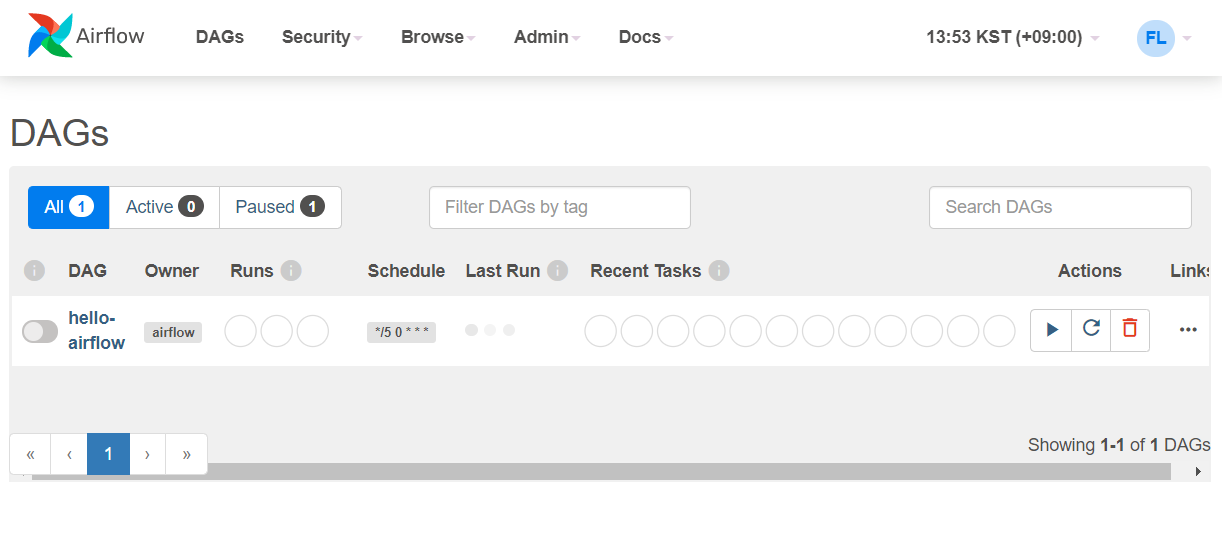 Airflow DAGs Security Browse Admin Docs 13:53 KST (+09:00) FL
DAGs
All 1 Active 0 Paused 1 Filter DAGs by tag Search DAGs
i DAG Owner Runs i Schedule Last Run i Recent Tasks i Actions Links
hello-
airflow airflow */5 0 * * * ...
« ‹ 1 › » Showing 1-1 of 1 DAGs